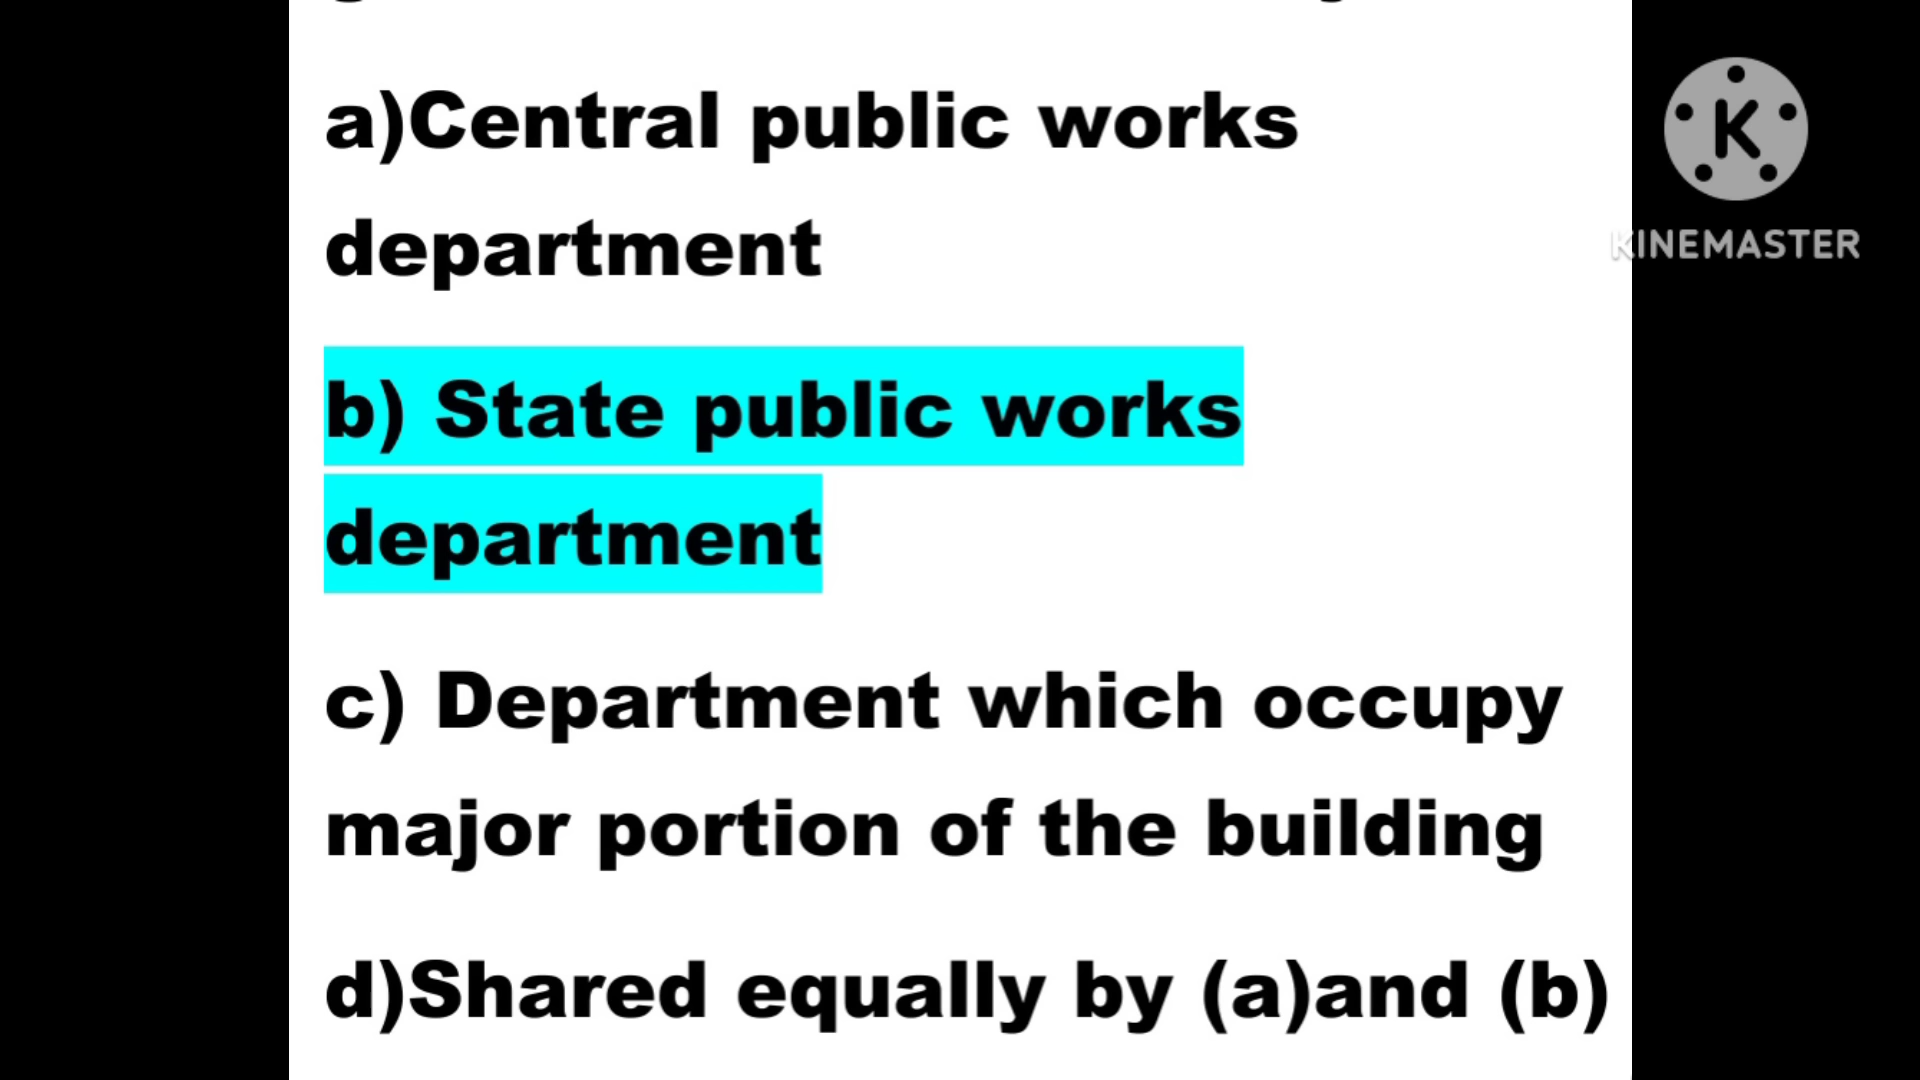 a)Central public works
department
b) State public works
department
c) Department which occupy
major portion of the building
d)Shared equally by (a)and (b)
K
KINEMASTER